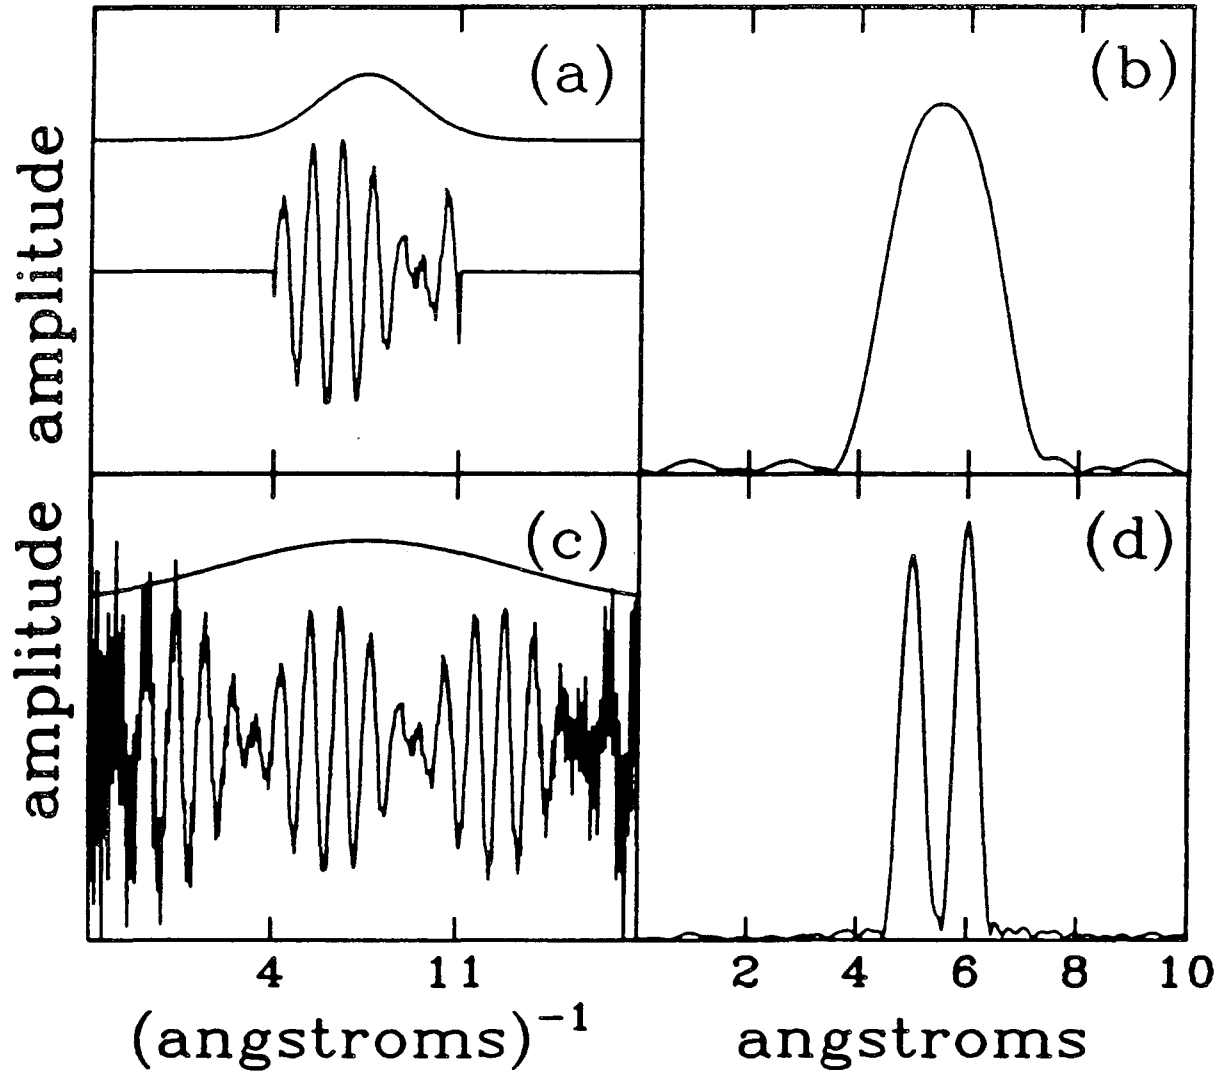 (a)
(b)
amplitude
(c)
(d)
amplitude
4 11 2 4 6 8 10
(angstroms)⁻¹ angstroms